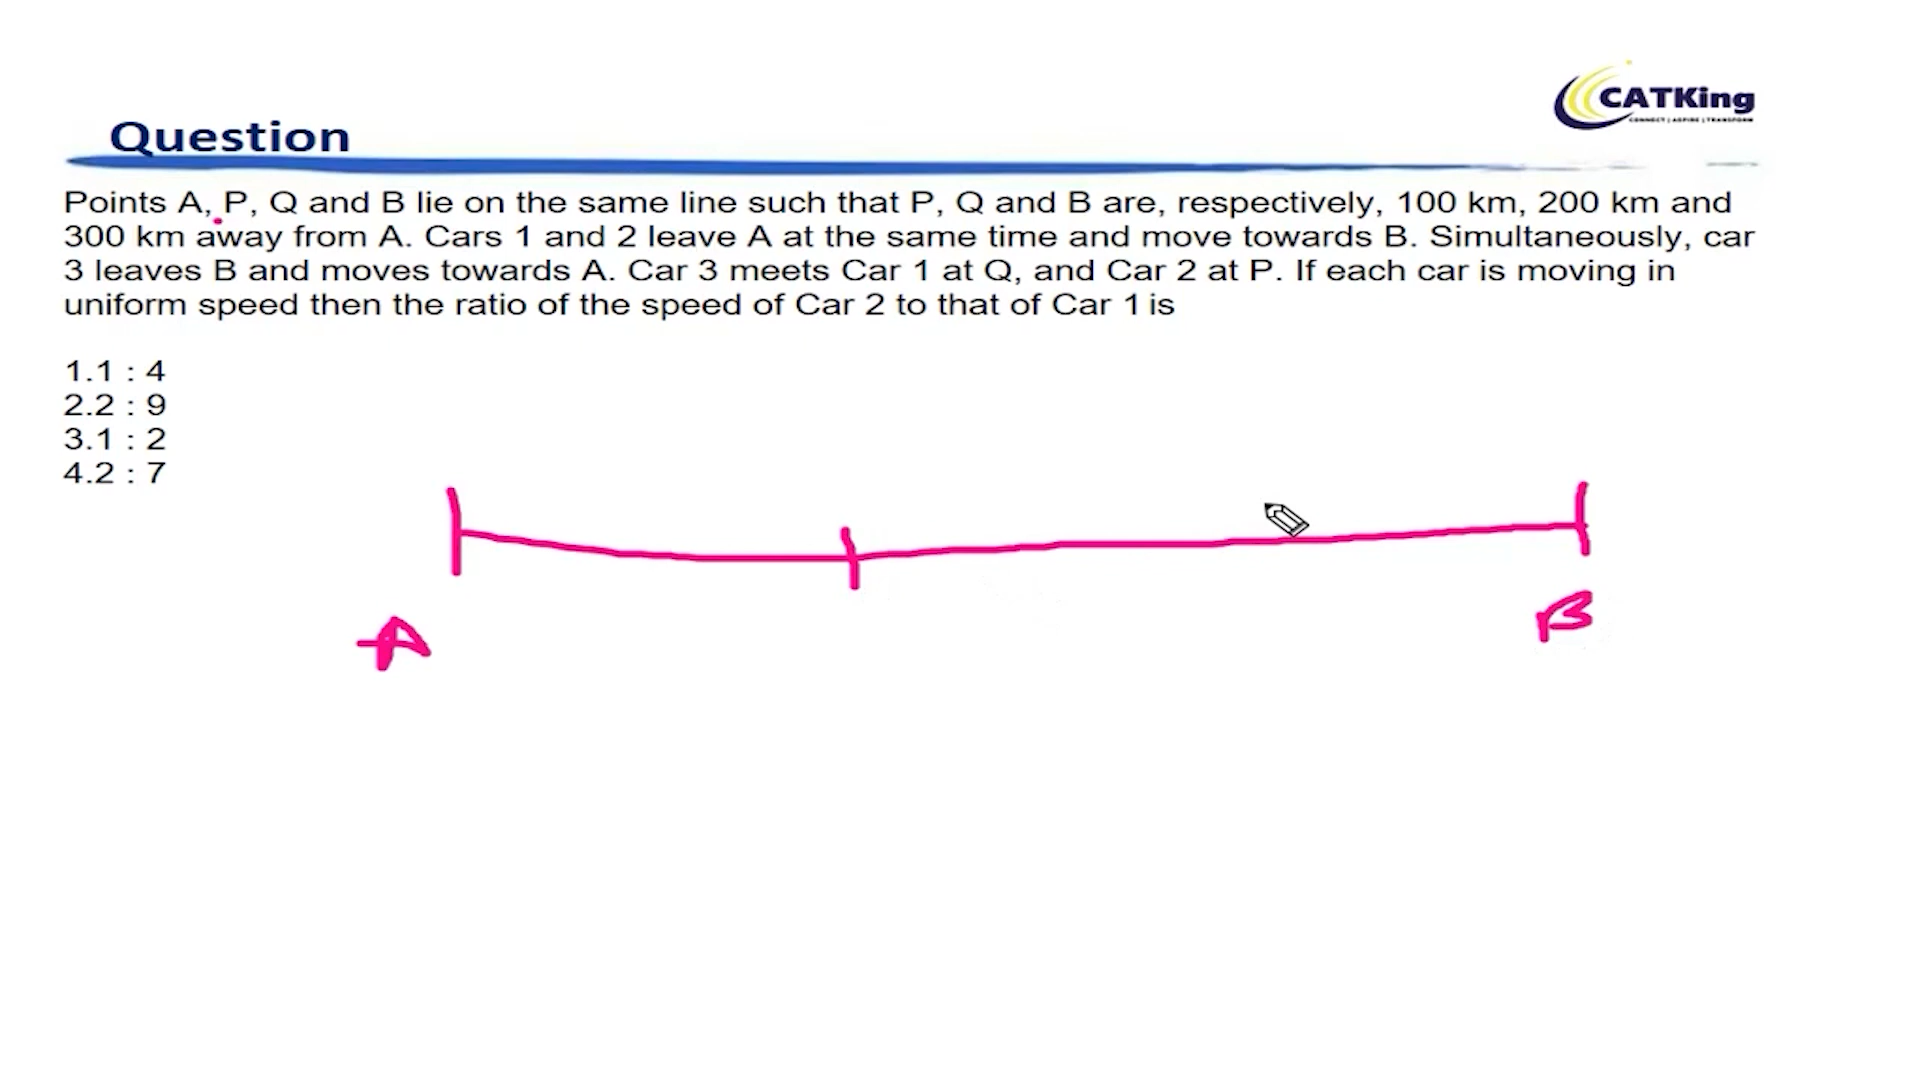 CATKing
CONNECT | ASPIRE | TRANSFORM
Question
Points A, P, Q and B lie on the same line such that P, Q and B are, respectively, 100 km, 200 km and
300 km away from A. Cars 1 and 2 leave A at the same time and move towards B. Simultaneously, car
3 leaves B and moves towards A. Car 3 meets Car 1 at Q, and Car 2 at P. If each car is moving in
uniform speed then the ratio of the speed of Car 2 to that of Car 1 is
1.1 : 4
2.2 : 9
3.1 : 2
4.2 : 7
A B